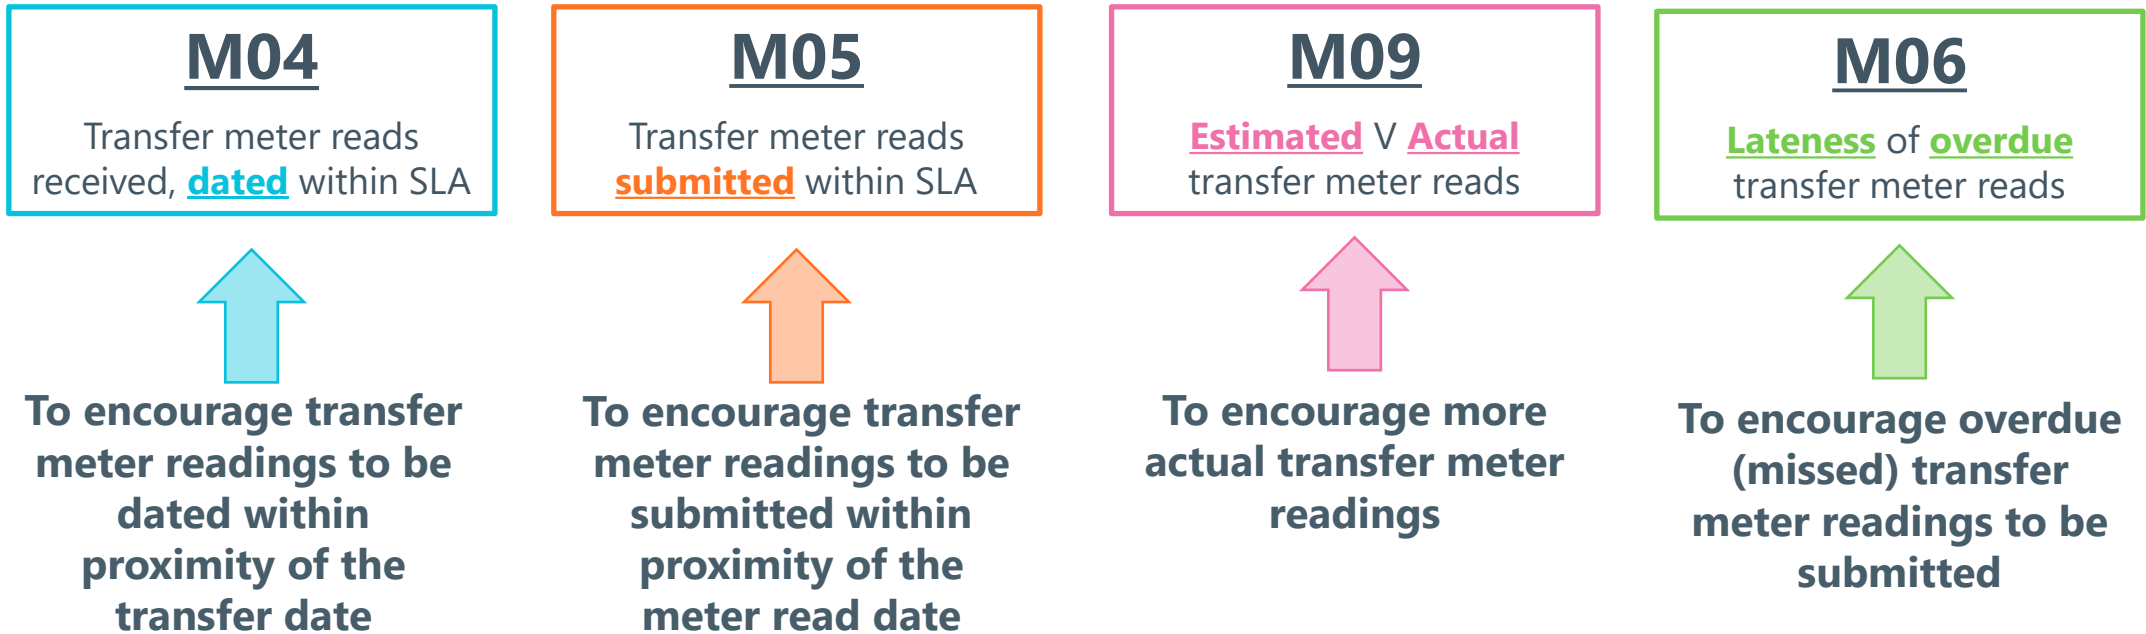 M04
Transfer meter reads
received, dated within SLA
To encourage transfer
meter readings to be
dated within
proximity of the
transfer date
M05
Transfer meter reads
submitted within SLA
To encourage transfer
meter readings to be
submitted within
proximity of the
meter read date
M09
Estimated V Actual
transfer meter reads
To encourage more
actual transfer meter
readings
M06
Lateness of overdue
transfer meter reads
To encourage overdue
(missed) transfer
meter readings to be
submitted